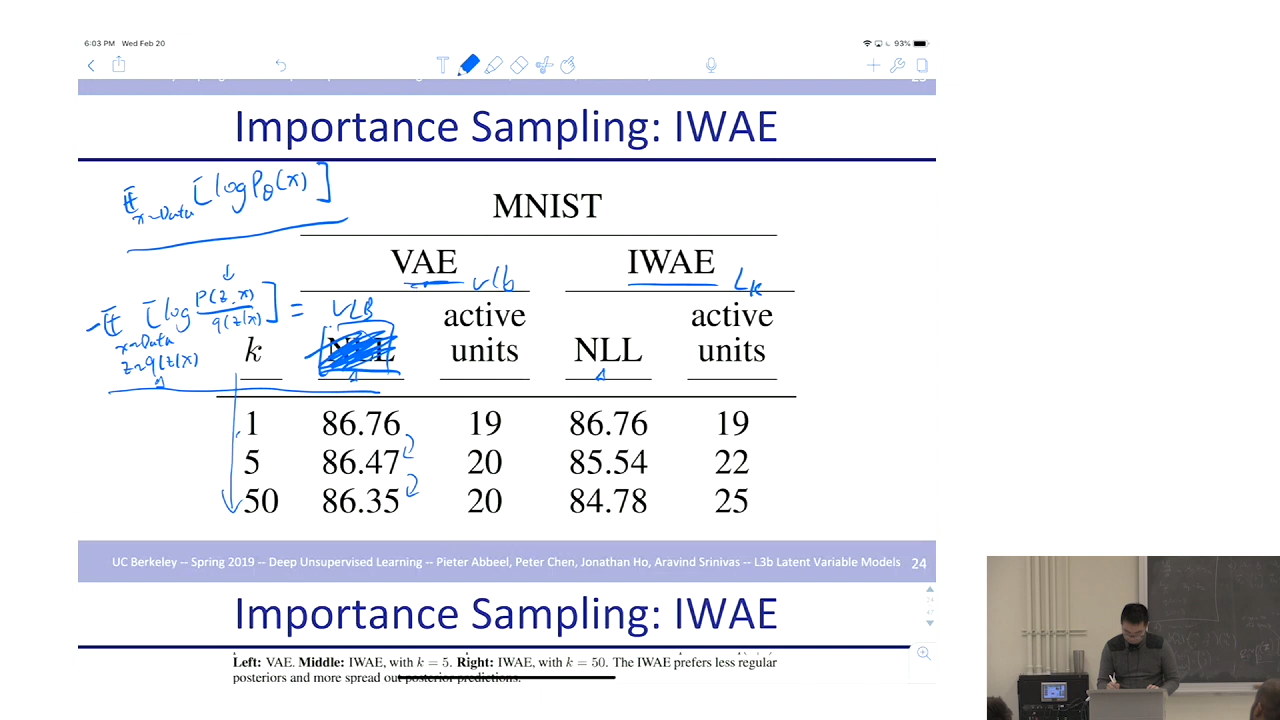 6:03 PM Wed Feb 20
93%
Importance Sampling: IWAE
E x~Data [log Pθ(x)]
MNIST
VAE IWAE
vlb Lk
-E x~Data z~q(z|x) [log P(z,x) / q(z|x)] = VLB
active active
k NLL units NLL units
1 86.76 19 86.76 19
5 86.47 20 85.54 22
50 86.35 20 84.78 25
UC Berkeley -- Spring 2019 -- Deep Unsupervised Learning -- Pieter Abbeel, Peter Chen, Jonathan Ho, Aravind Srinivas -- L3b Latent Variable Models 24
Importance Sampling: IWAE
Left: VAE. Middle: IWAE, with k = 5. Right: IWAE, with k = 50. The IWAE prefers less regular
posteriors and more spread out posterior predictions.